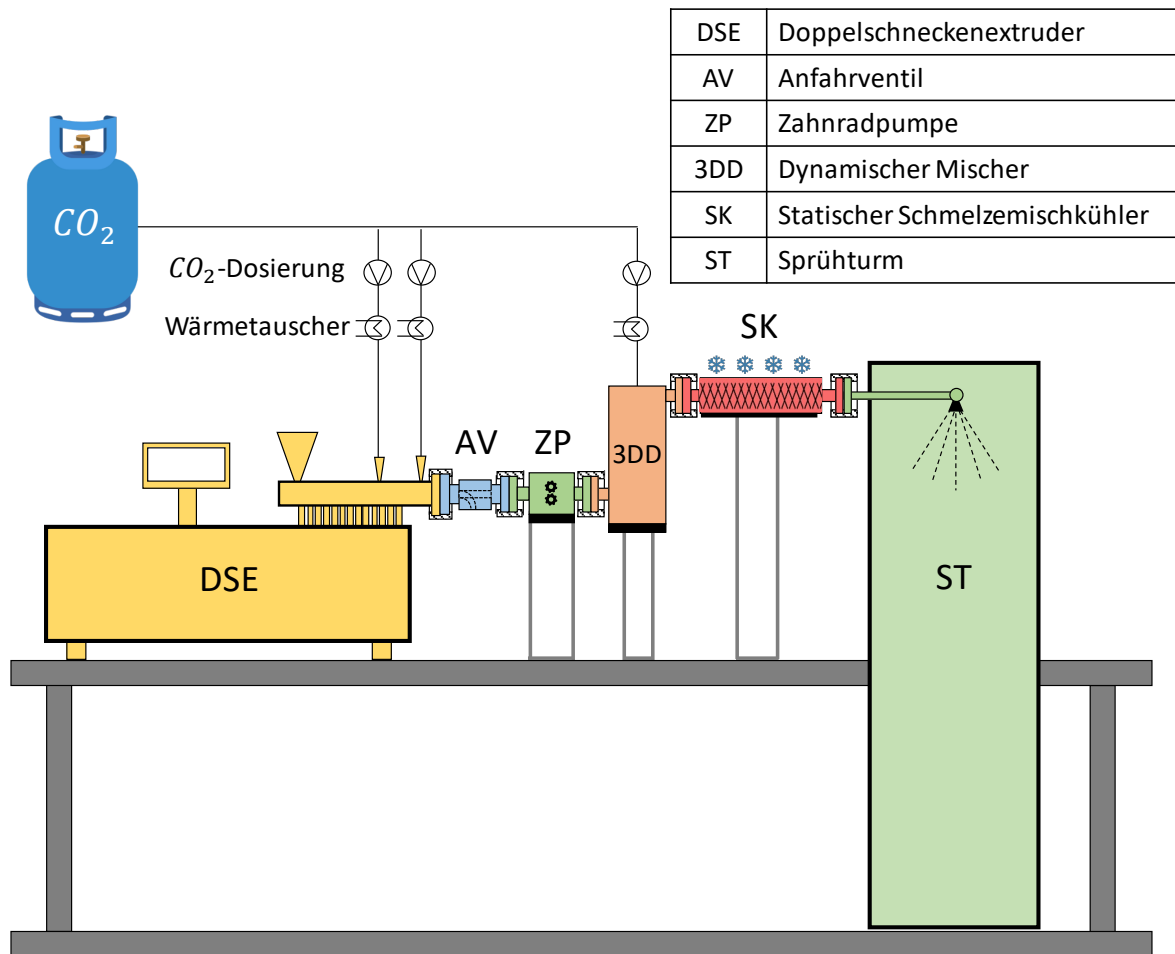 DSE Doppelschneckenextruder
AV Anfahrventil
ZP Zahnradpumpe
3DD Dynamischer Mischer
SK Statischer Schmelzemischkühler
ST Sprühturm
CO₂
CO₂-Dosierung
Wärmetauscher
SK
AV
ZP
3DD
DSE
ST